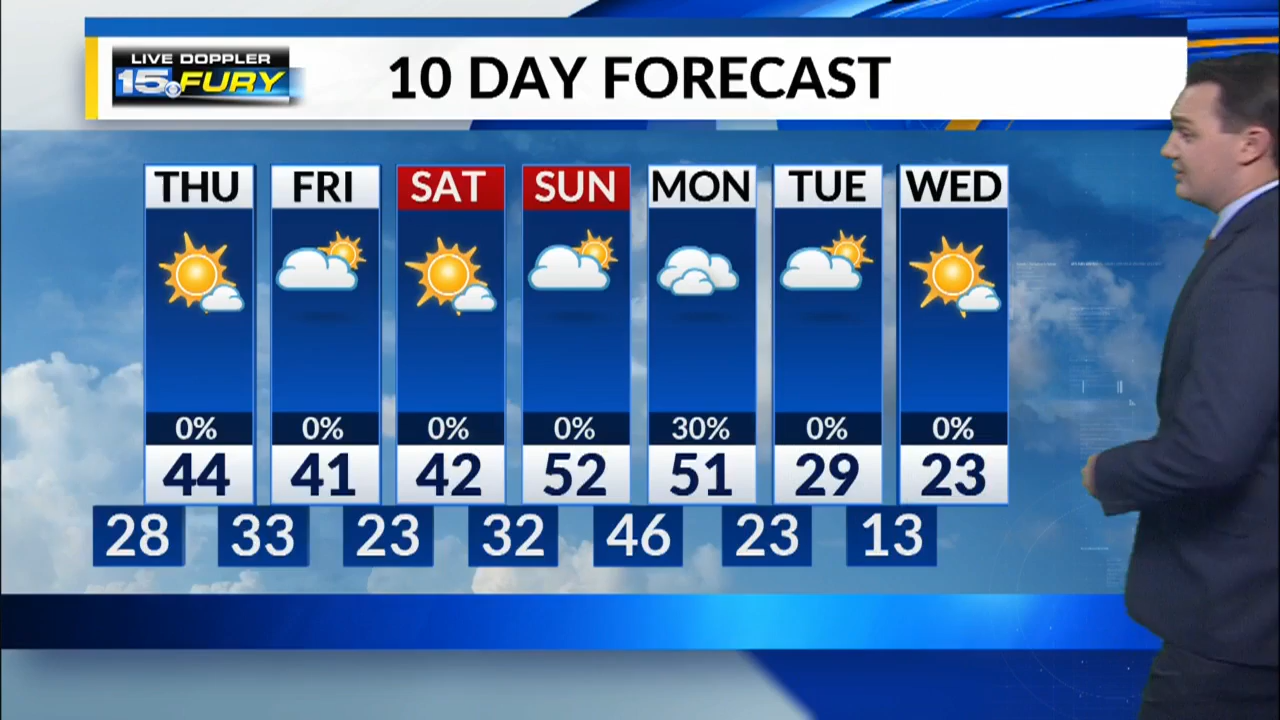 LIVE DOPPLER
15 FURY
10 DAY FORECAST
THU FRI SAT SUN MON TUE WED
0% 0% 0% 0% 30% 0% 0%
44 41 42 52 51 29 23
28 33 23 32 46 23 13